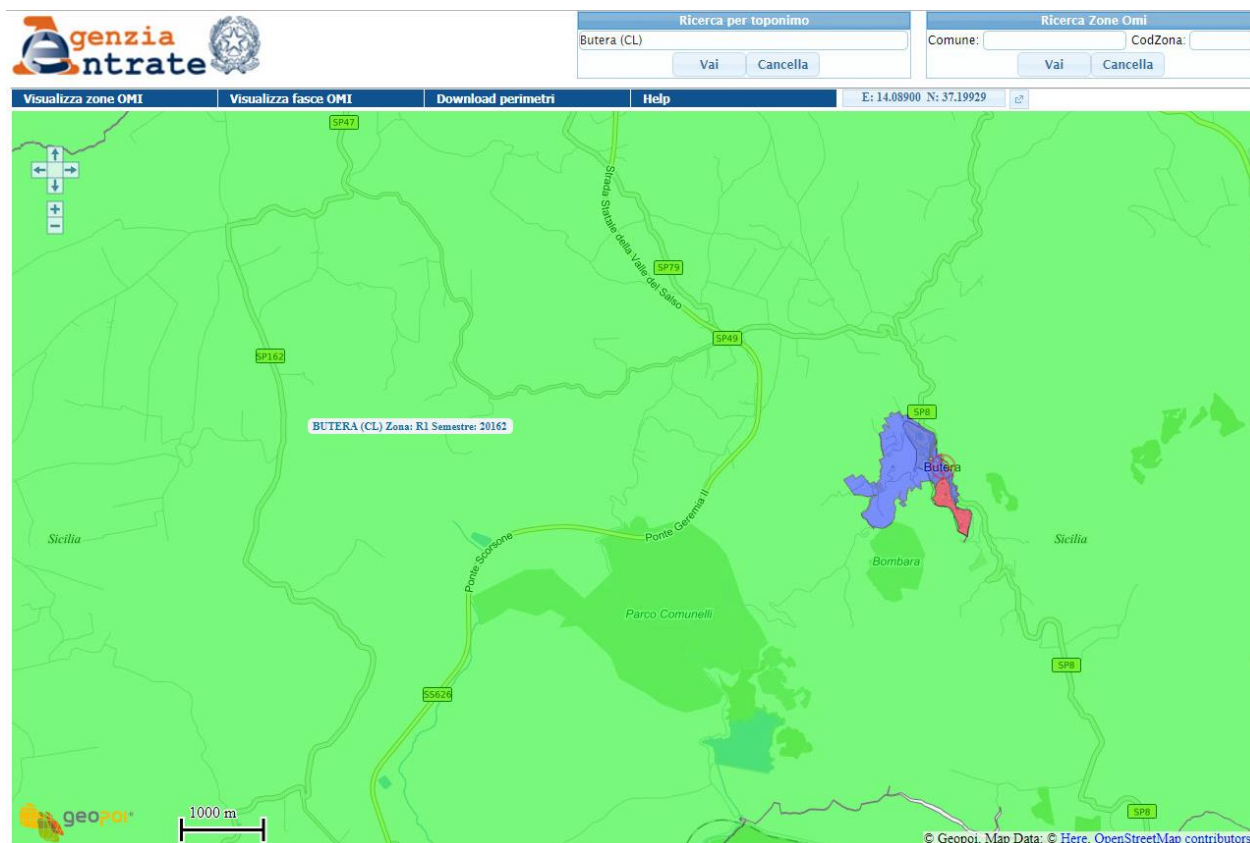 Agenzia
Entrate
Ricerca per toponimo
Butera (CL)
Vai Cancella
Ricerca Zone Omi
Comune: CodZona:
Vai Cancella
Visualizza zone OMI Visualizza fasce OMI Download perimetri Help E: 14.08900 N: 37.19929
SP47
Strada Statale della Valle del Salso
SP79
SP49
SP162
SP8
BUTERA (CL) Zona: R1 Semestre: 20162
Butera
Ponte Geremia II
Ponte Scorsone
Sicilia
Sicilia
Bombara
Parco Comunelli
SP8
SS626
SP8
geopoi
1000 m
© Geopoi, Map Data: © Here, OpenStreetMap contributors